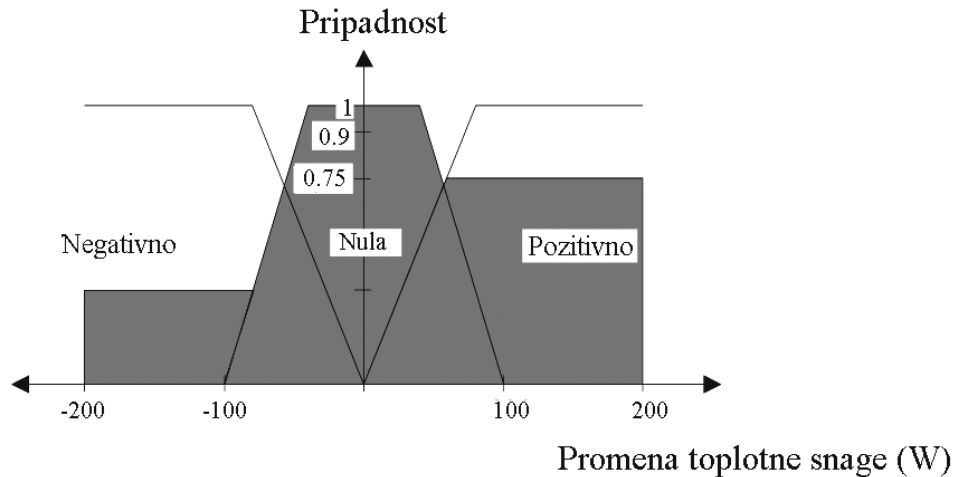 Pripadnost
1
0.9
0.75
Negativno
Nula
Pozitivno
-200
-100
100
200
Promena toplotne snage (W)